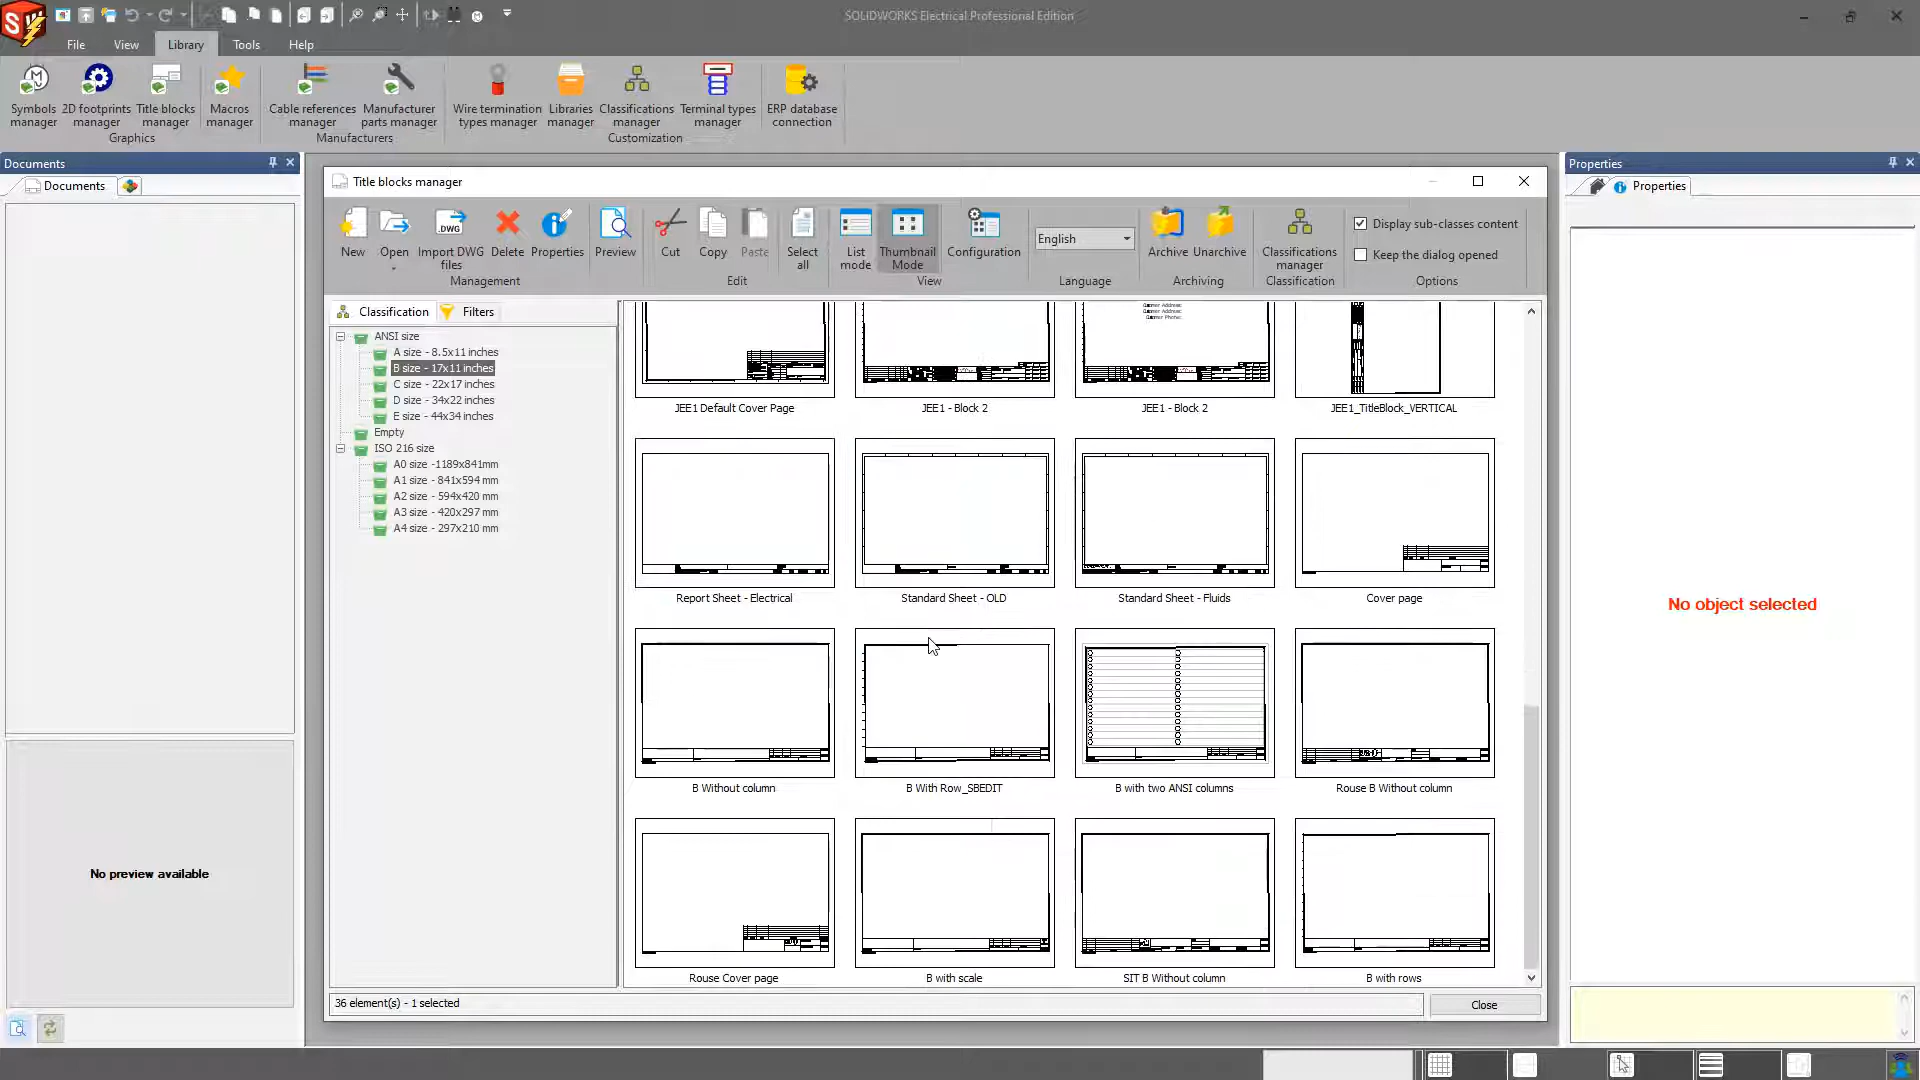 SOLIDWORKS Electrical Professional Edition
File View Library Tools Help
Symbols manager
2D footprints manager
Title blocks manager
Macros manager
Cable references manager
Manufacturer parts manager
Wire termination types manager
Libraries manager
Classifications manager
Terminal types manager
ERP database connection
Graphics
Manufacturers
Customization
Documents
Documents
Properties
Properties
Title blocks manager
New
Open
Import DWG files
Delete
Properties
Preview
Cut
Copy
Paste
Select all
List mode
Thumbnail Mode
Configuration
English
Archive
Unarchive
Classifications manager
Display sub-classes content
Keep the dialog opened
Management
Edit
View
Language
Archiving
Classification
Options
Classification
Filters
ANSI size
A size - 8.5x11 inches
B size - 17x11 inches
C size - 22x17 inches
D size - 34x22 inches
E size - 44x34 inches
Empty
ISO 216 size
A0 size -1189x841mm
A1 size - 841x594 mm
A2 size - 594x420 mm
A3 size - 420x297 mm
A4 size - 297x210 mm
Customer Address:
Customer Address:
Customer Phone:
JEE1 Default Cover Page
JEE1 - Block 2
JEE1 - Block 2
JEE1_TitleBlock_VERTICAL
Report Sheet - Electrical
Standard Sheet - OLD
Standard Sheet - Fluids
Cover page
B Without column
B With Row_SBEDIT
B with two ANSI columns
Rouse B Without column
Rouse Cover page
B with scale
SIT B Without column
B with rows
No object selected
No preview available
36 element(s) - 1 selected
Close